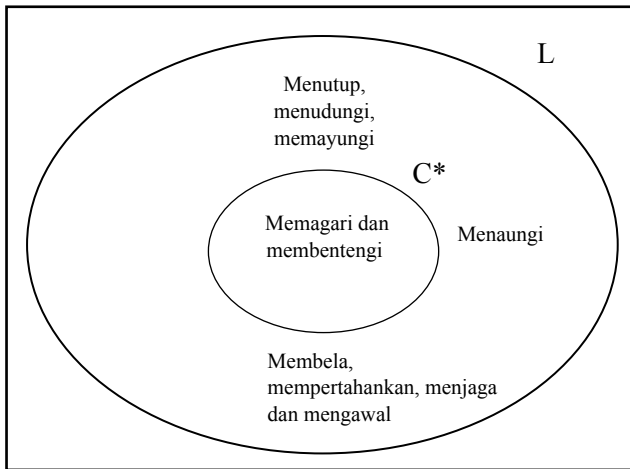 L
Menutup,
menudungi,
memayungi
C*
Memagari dan
membentengi
Menaungi
Membela,
mempertahankan, menjaga
dan mengawal